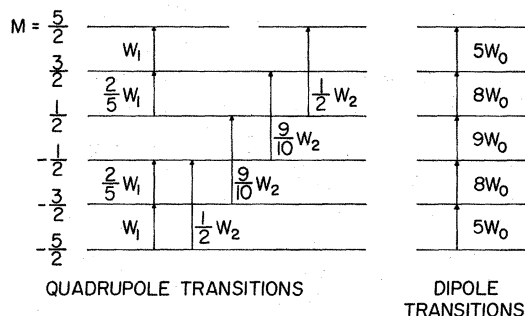 M = 5/2
W₁ 5W₀
3/2
2/5 W₁ 1/2 W₂ 8W₀
1/2
9/10 W₂ 9W₀
-1/2
2/5 W₁ 9/10 W₂ 8W₀
-3/2
W₁ 1/2 W₂ 5W₀
-5/2
QUADRUPOLE TRANSITIONS DIPOLE
TRANSITIONS